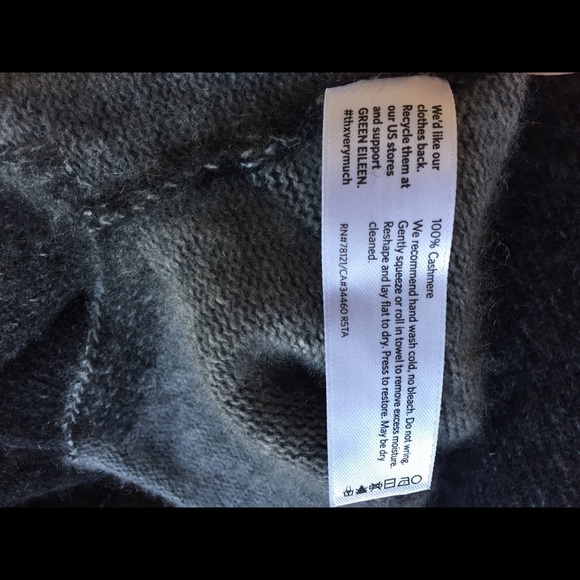 We'd like our
clothes back.
Recycle them at
our US stores
and support
GREEN EILEEN.
#thxverymuch
100% Cashmere
We recommend hand wash cold, no bleach. Do not wring.
Gently squeeze or roll in towel to remove excess moisture.
Reshape and lay flat to dry. Press to restore. May be dry
cleaned.
RN#78121/CA#34460 R5TA